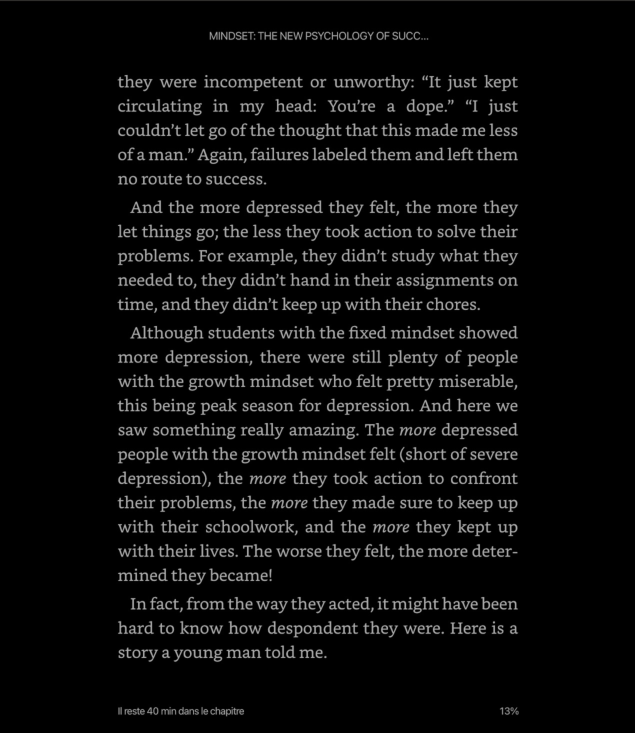 MINDSET: THE NEW PSYCHOLOGY OF SUCC...
they were incompetent or unworthy: “It just kept
circulating in my head: You’re a dope.” “I just
couldn’t let go of the thought that this made me less
of a man.” Again, failures labeled them and left them
no route to success.
And the more depressed they felt, the more they
let things go; the less they took action to solve their
problems. For example, they didn’t study what they
needed to, they didn’t hand in their assignments on
time, and they didn’t keep up with their chores.
Although students with the fixed mindset showed
more depression, there were still plenty of people
with the growth mindset who felt pretty miserable,
this being peak season for depression. And here we
saw something really amazing. The more depressed
people with the growth mindset felt (short of severe
depression), the more they took action to confront
their problems, the more they made sure to keep up
with their schoolwork, and the more they kept up
with their lives. The worse they felt, the more deter-
mined they became!
In fact, from the way they acted, it might have been
hard to know how despondent they were. Here is a
story a young man told me.
Il reste 40 min dans le chapitre 13%